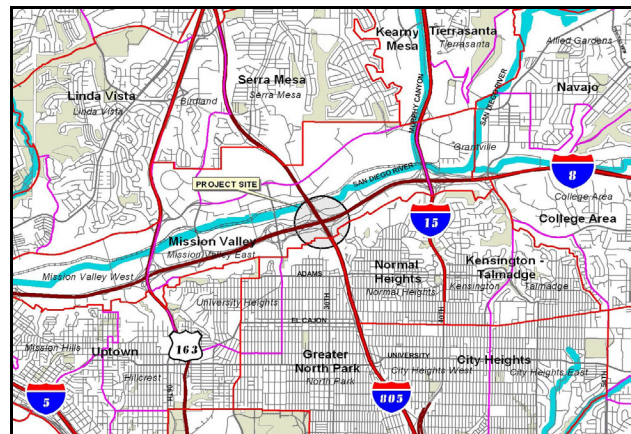 Kearny
Mesa
Tierrasanta
Tierrasanta
Allied Gardens
Serra Mesa
Serra Mesa
Navajo
Linda Vista
Linda Vista
Birdland
MURPHY CANYON
SAN DIEGO RIVER
Grantville
PROJECT SITE
SAN DIEGO RIVER
8
College Area
College Area
15
Mission Valley
Mission Valley East
Mission Valley West
Normal
Heights
Normal Heights
Kensington -
Talmadge
Kensington
Talmadge
ADAMS
30TH
40TH
University Heights
EL CAJON
Mission Hills
Uptown
163
Greater
North Park
North Park
UNIVERSITY
City Heights
City Heights West
City Heights East
Hillcrest
5
805
54TH